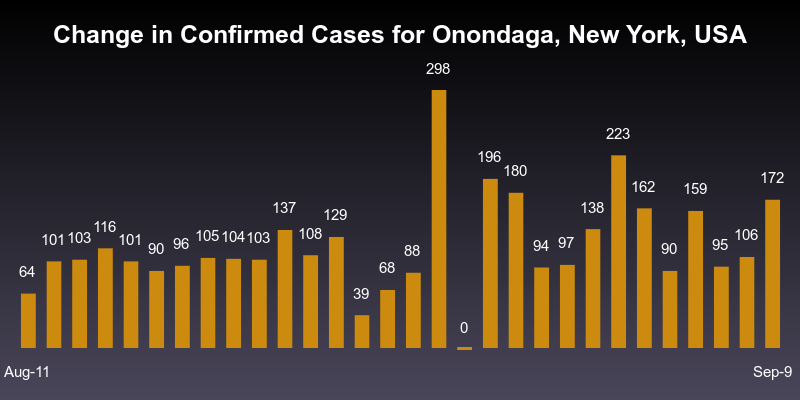 Change in Confirmed Cases for Onondaga, New York, USA
64 101 103 116 101 90 96 105 104 103 137 108 129 39 68 88 298 0 196 180 94 97 138 223 162 90 159 95 106 172
Aug-11 Sep-9